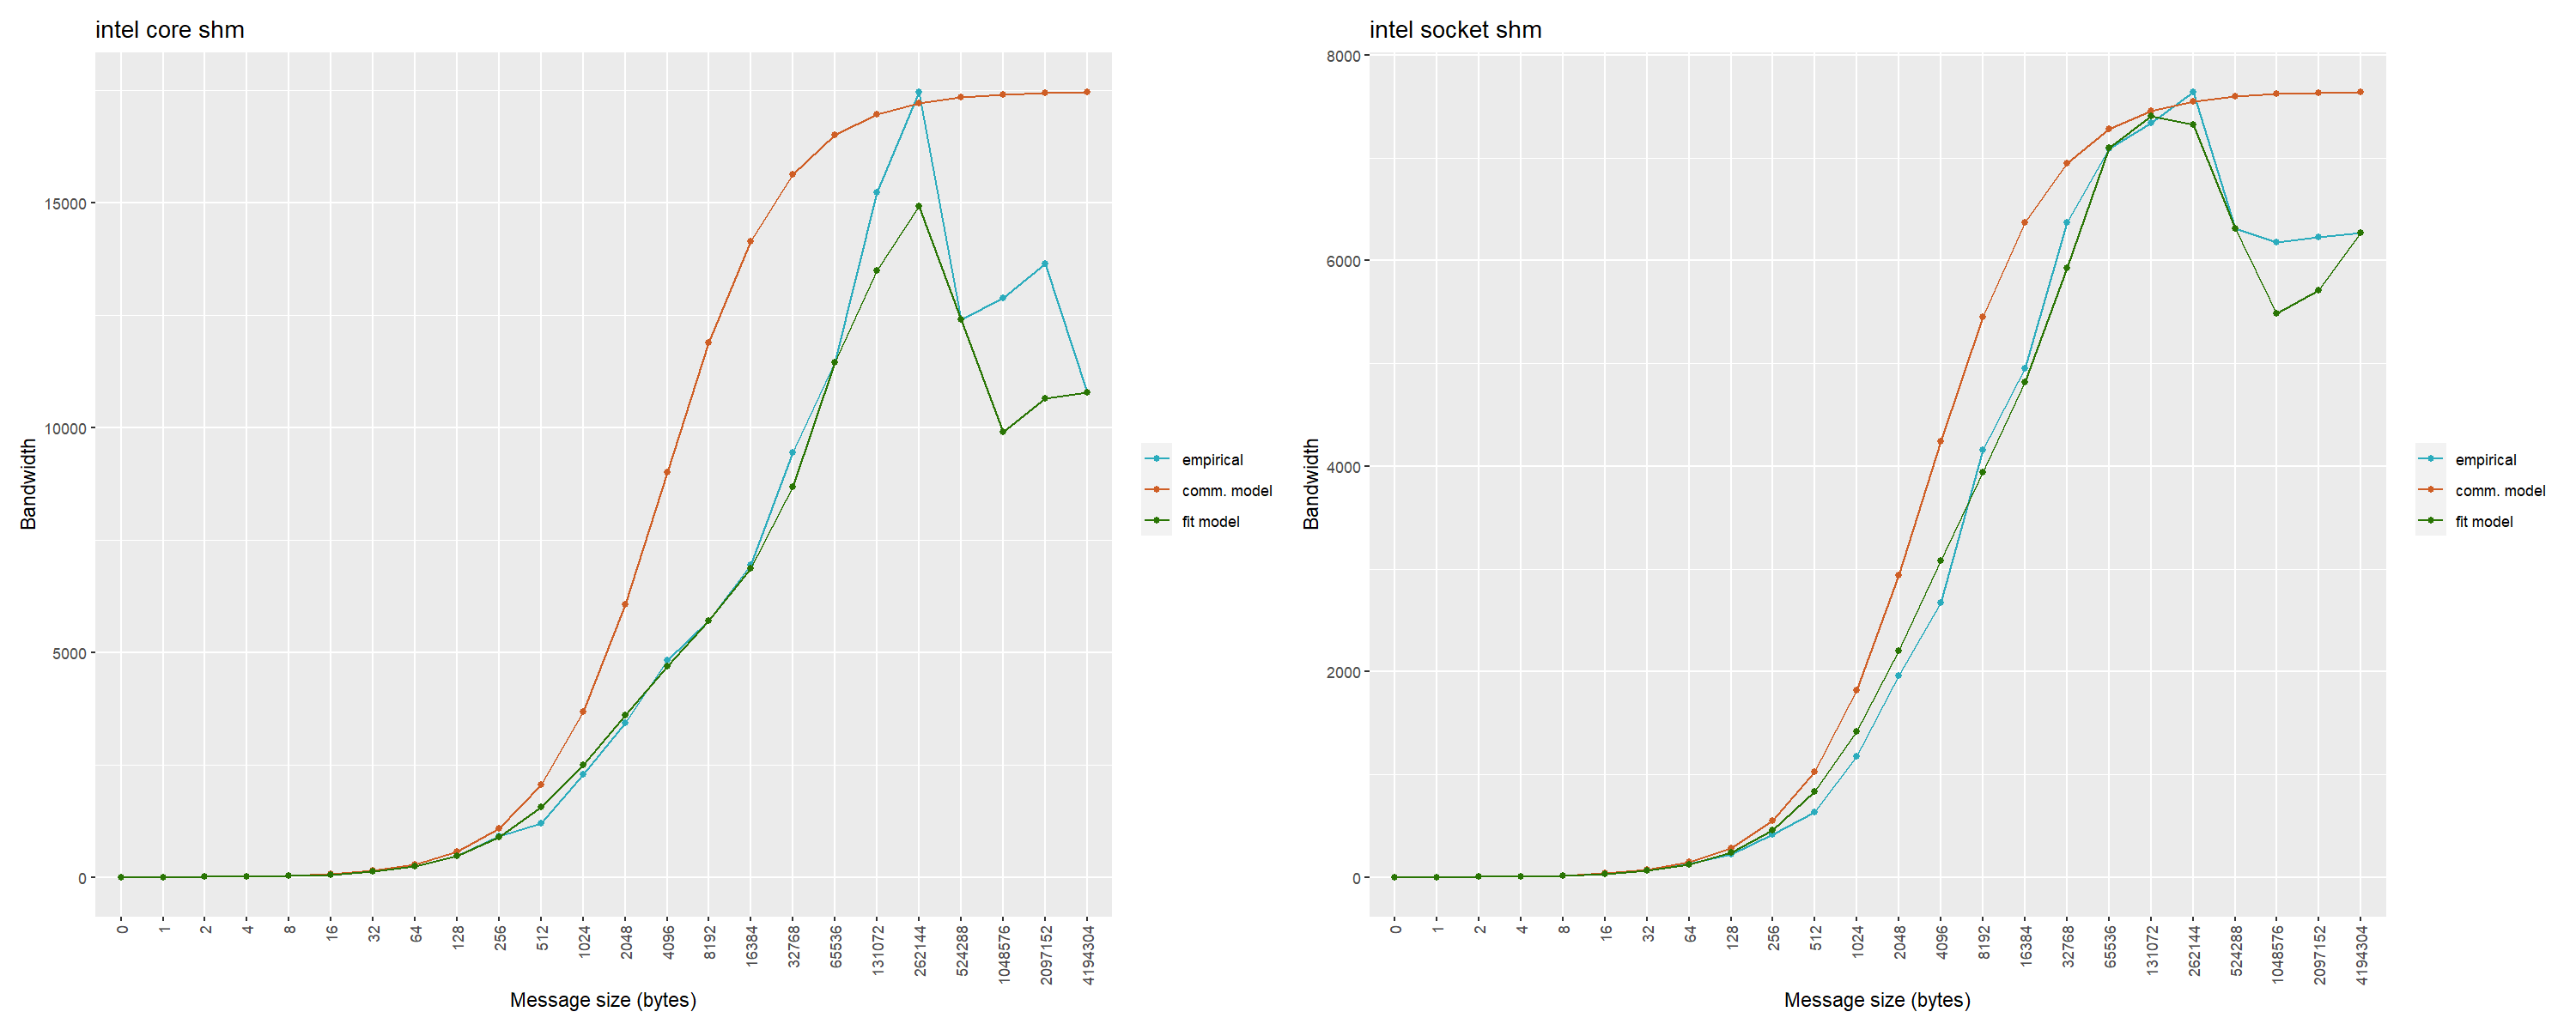 intel core shm
15000
10000
5000
0
Bandwidth
0 1 2 4 8 16 32 64 128 256 512 1024 2048 4096 8192 16384 32768 65536 131072 262144 524288 1048576 2097152 4194304
Message size (bytes)
empirical
comm. model
fit model
intel socket shm
8000
6000
4000
2000
0
Bandwidth
0 1 2 4 8 16 32 64 128 256 512 1024 2048 4096 8192 16384 32768 65536 131072 262144 524288 1048576 2097152 4194304
Message size (bytes)
empirical
comm. model
fit model